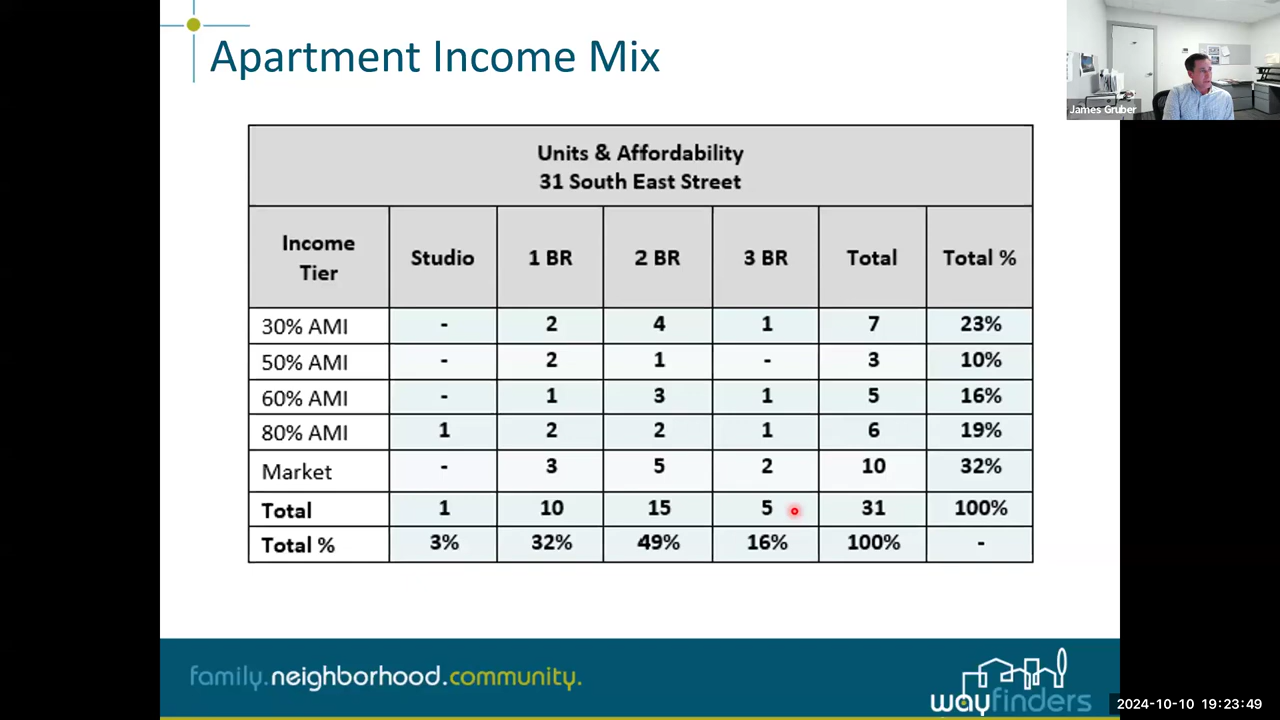 Apartment Income Mix
James Gruber
Units & Affordability
31 South East Street
Income Tier Studio 1 BR 2 BR 3 BR Total Total %
30% AMI - 2 4 1 7 23%
50% AMI - 2 1 - 3 10%
60% AMI - 1 3 1 5 16%
80% AMI 1 2 2 1 6 19%
Market - 3 5 2 10 32%
Total 1 10 15 5 31 100%
Total % 3% 32% 49% 16% 100% -
family.neighborhood.community.
wayfinders
2024-10-10 19:23:49